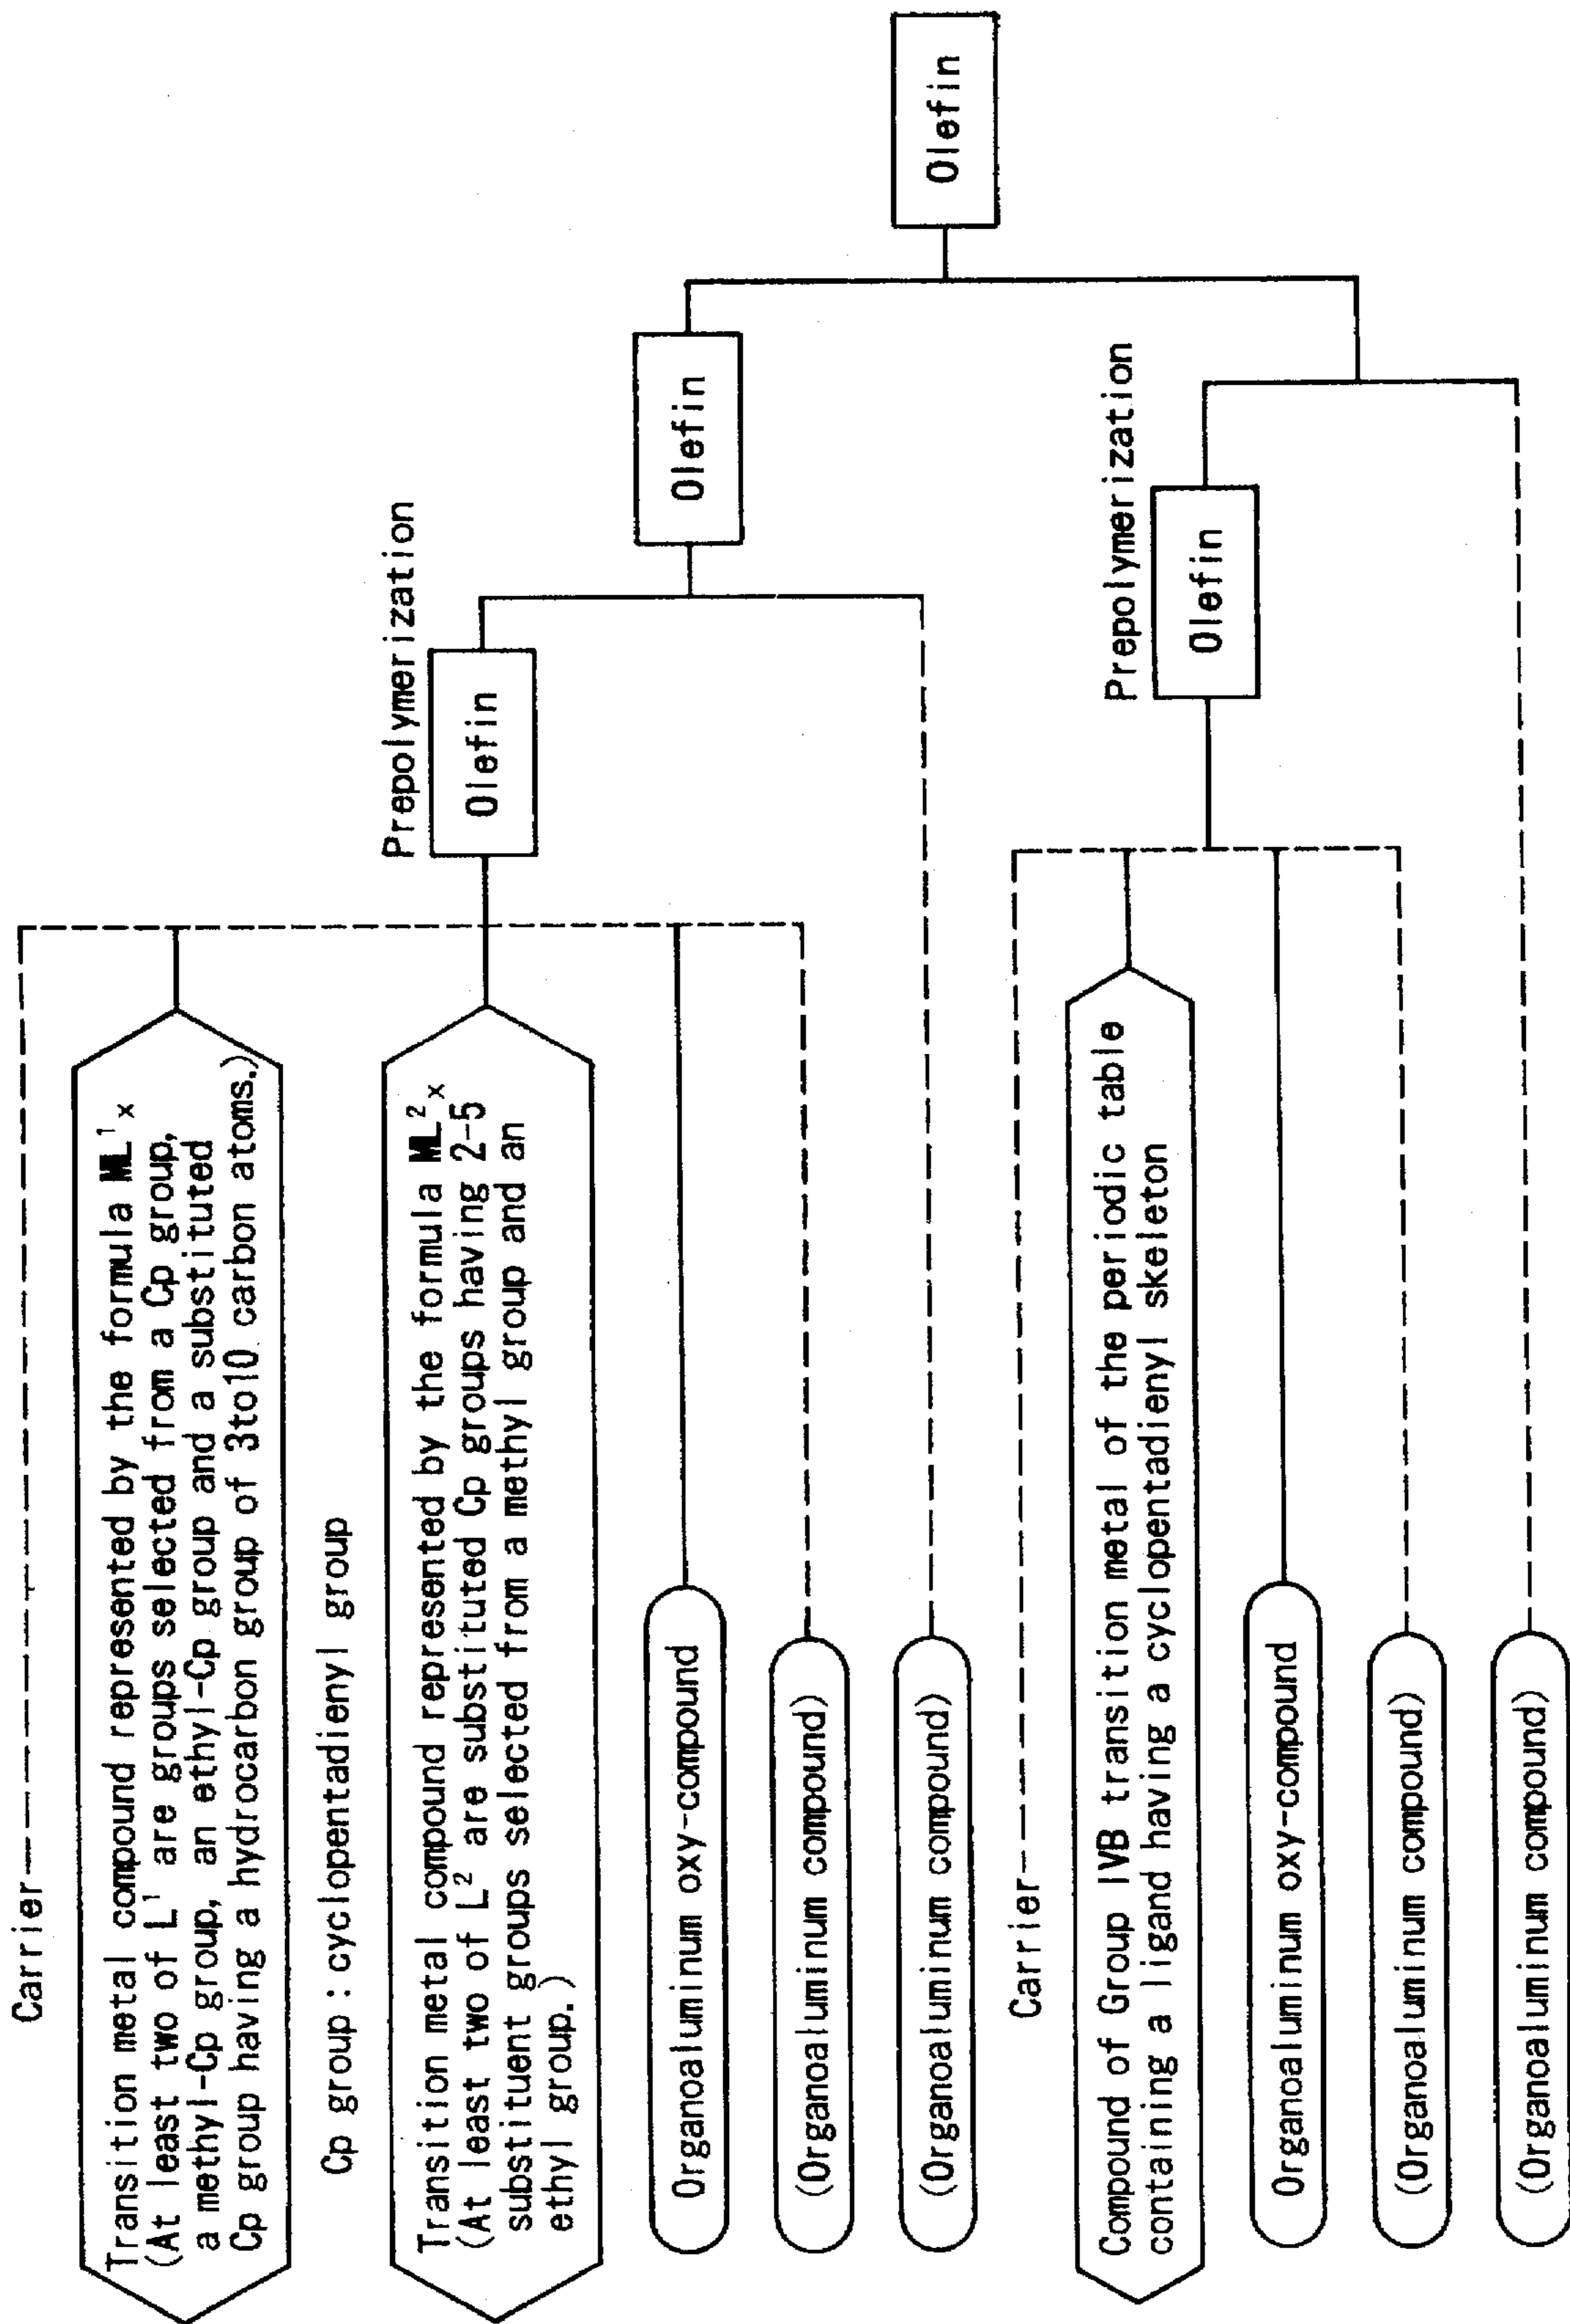 Carrier
Transition metal compound represented by the formula ML¹x
(At least two of L¹ are groups selected from a Cp group,
a methyl-Cp group, an ethyl-Cp group and a substituted
Cp group having a hydrocarbon group of 3to10 carbon atoms.)
Cp group : cyclopentadienyl group
Transition metal compound represented by the formula ML²x
(At least two of L² are substituted Cp groups having 2-5
substituent groups selected from a methyl group and an
ethyl group.)
Organoaluminum oxy-compound
(Organoaluminum compound)
(Organoaluminum compound)
Prepolymerization
Olefin
Olefin
Olefin
Carrier
Compound of Group IVB transition metal of the periodic table
containing a ligand having a cyclopentadienyl skeleton
Organoaluminum oxy-compound
(Organoaluminum compound)
(Organoaluminum compound)
Prepolymerization
Olefin